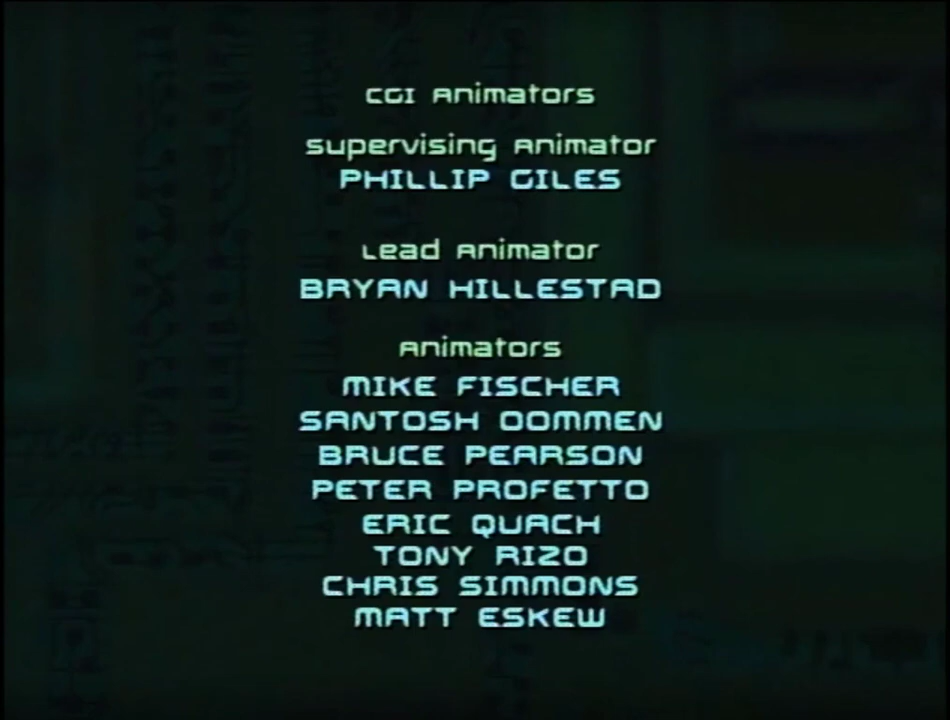 CGI Animators
Supervising Animator
PHILLIP GILES
Lead Animator
BRYAN HILLESTAD
Animators
MIKE FISCHER
SANTOSH OOMMEN
BRUCE PEARSON
PETER PROFETTO
ERIC QUACH
TONY RIZO
CHRIS SIMMONS
MATT ESKEW